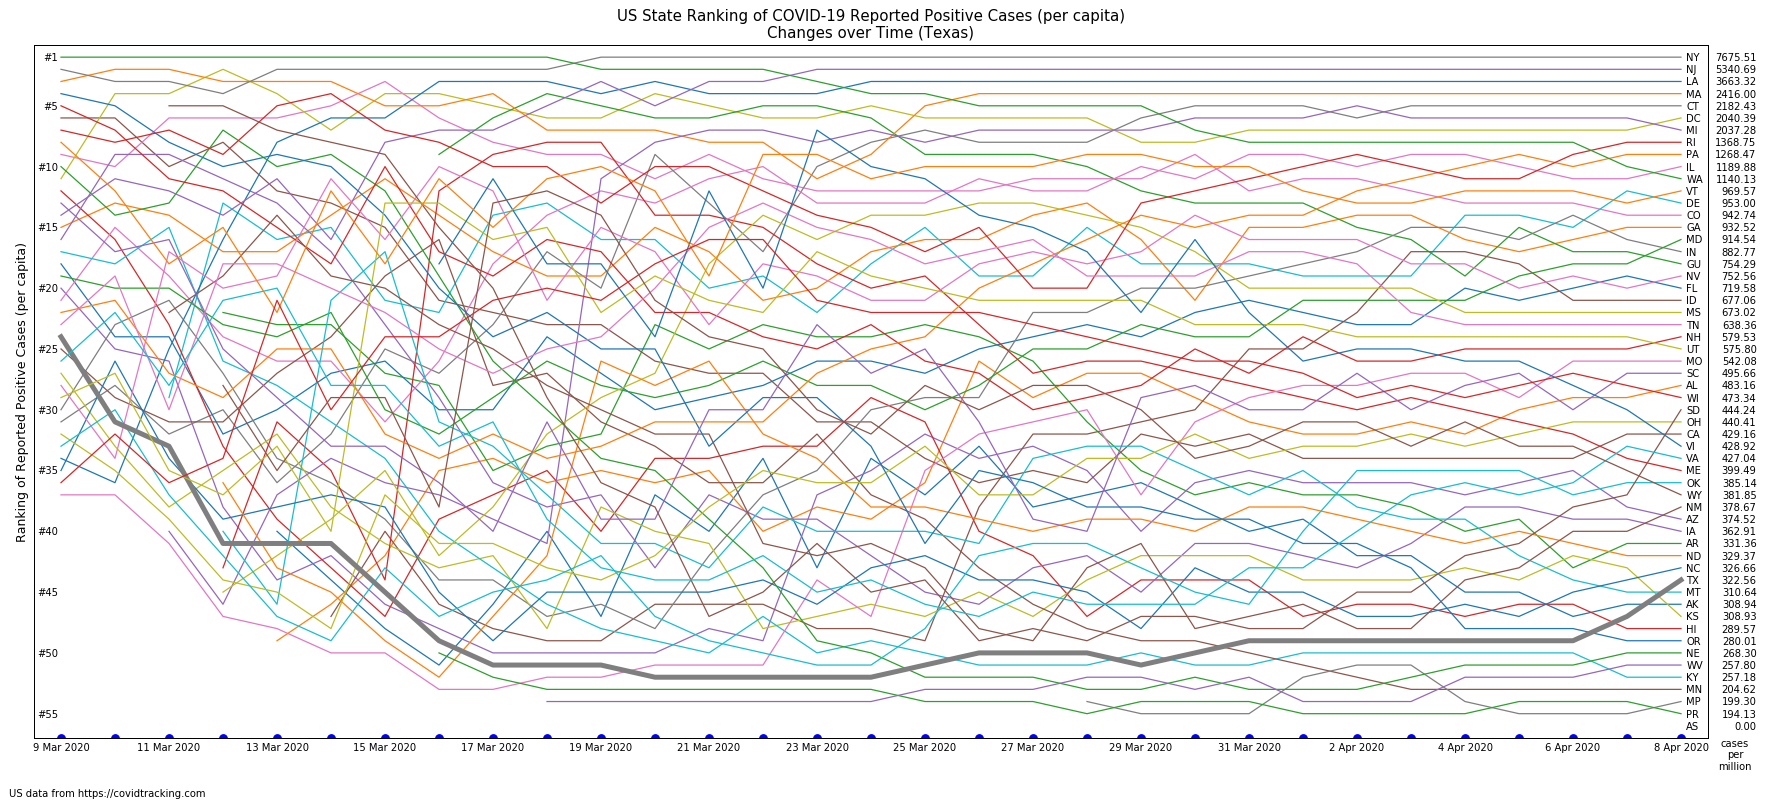 US State Ranking of COVID-19 Reported Positive Cases (per capita)
Changes over Time (Texas)
Ranking of Reported Positive Cases (per capita)
#1
#5
#10
#15
#20
#25
#30
#35
#40
#45
#50
#55
NY 7675.51
NJ 5340.69
LA 3663.32
MA 2416.00
CT 2182.43
DC 2040.39
MI 2037.28
RI 1368.75
PA 1268.47
IL 1189.88
WA 1140.13
VT 969.57
DE 953.00
CO 942.74
GA 932.52
MD 914.54
IN 882.77
GU 754.29
NV 752.56
FL 719.58
ID 677.06
MS 673.02
TN 638.36
NH 579.53
UT 575.80
MO 542.08
SC 495.66
AL 483.16
WI 473.34
SD 444.24
OH 440.41
CA 429.16
VI 428.92
VA 427.04
ME 399.49
OK 385.14
WY 381.85
NM 378.67
AZ 374.52
IA 362.91
AR 331.36
ND 329.37
NC 326.66
TX 322.56
MT 310.64
AK 308.94
KS 308.93
HI 289.57
OR 280.01
NE 268.30
WV 257.80
KY 257.18
MN 204.62
MP 199.30
PR 194.13
AS 0.00
9 Mar 2020 11 Mar 2020 13 Mar 2020 15 Mar 2020 17 Mar 2020 19 Mar 2020 21 Mar 2020 23 Mar 2020 25 Mar 2020 27 Mar 2020 29 Mar 2020 31 Mar 2020 2 Apr 2020 4 Apr 2020 6 Apr 2020 8 Apr 2020
cases
per
million
US data from https://covidtracking.com